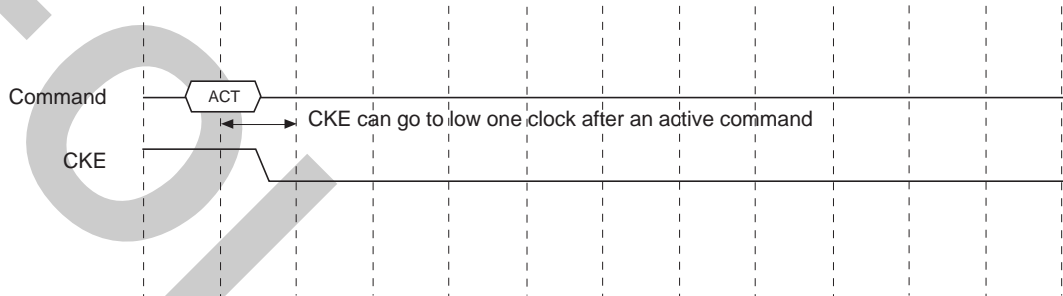 Command
ACT
CKE can go to low one clock after an active command
CKE